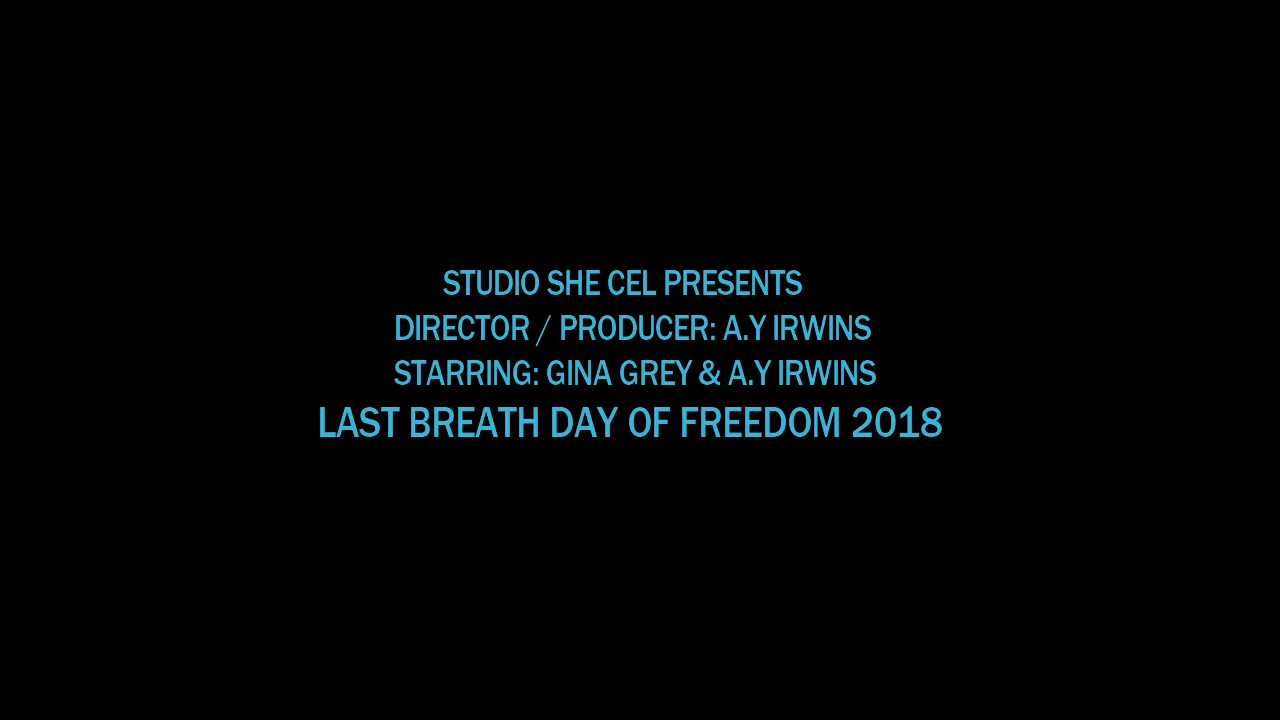 STUDIO SHE CEL PRESENTS
DIRECTOR / PRODUCER: A.Y IRWINS
STARRING: GINA GREY & A.Y IRWINS
LAST BREATH DAY OF FREEDOM 2018